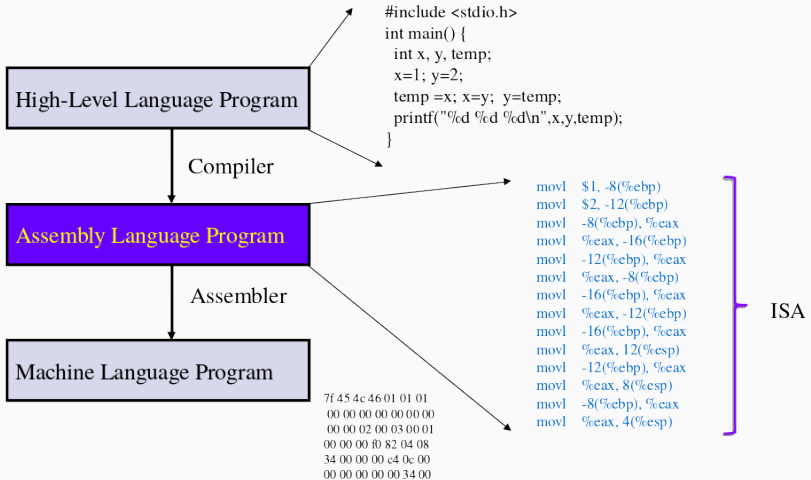 #include <stdio.h>
int main() {
int x, y, temp;
x=1; y=2;
temp =x; x=y; y=temp;
printf("%d %d %d\n",x,y,temp);
}
High-Level Language Program
Compiler
Assembly Language Program
Assembler
Machine Language Program
movl $1, -8(%ebp)
movl $2, -12(%ebp)
movl -8(%ebp), %eax
movl %eax, -16(%ebp)
movl -12(%ebp), %eax
movl %eax, -8(%ebp)
movl -16(%ebp), %eax
movl %eax, -12(%ebp)
movl -16(%ebp), %eax
movl %eax, 12(%esp)
movl -12(%ebp), %eax
movl %eax, 8(%esp)
movl -8(%ebp), %eax
movl %eax, 4(%esp)
ISA
7f 45 4c 46 01 01 01
00 00 00 00 00 00 00
00 00 02 00 03 00 01
00 00 00 f0 82 04 08
34 00 00 00 c4 0c 00
00 00 00 00 00 34 00